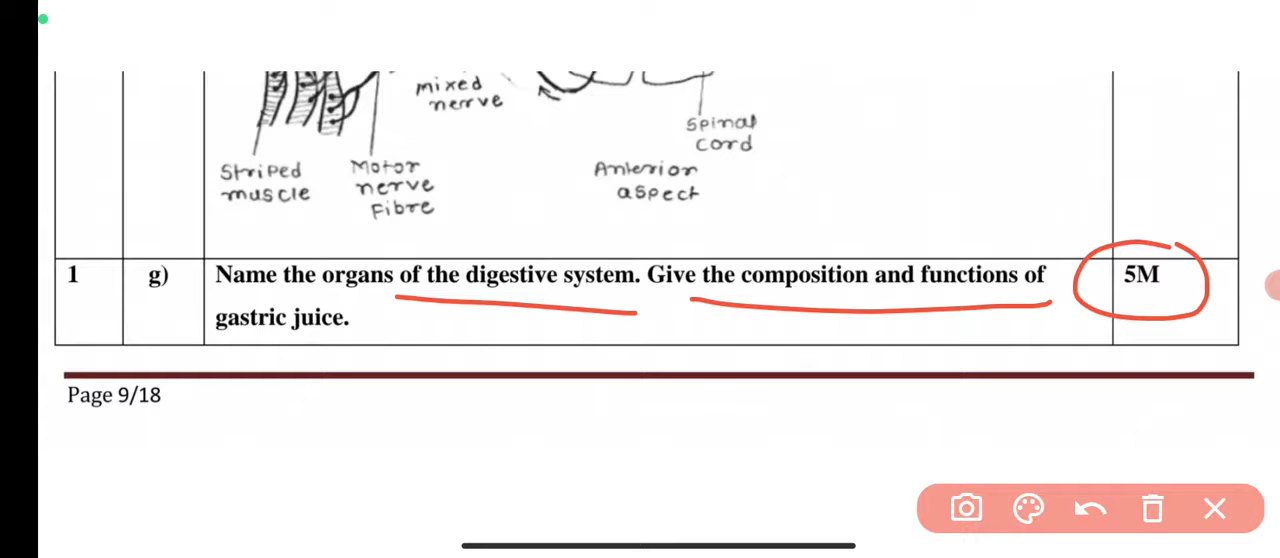 mixed
nerve
Spinal
cord
Striped
muscle
Motor
nerve
Fibre
Anterior
aspect
1 g) Name the organs of the digestive system. Give the composition and functions of 5M
gastric juice.
Page 9/18